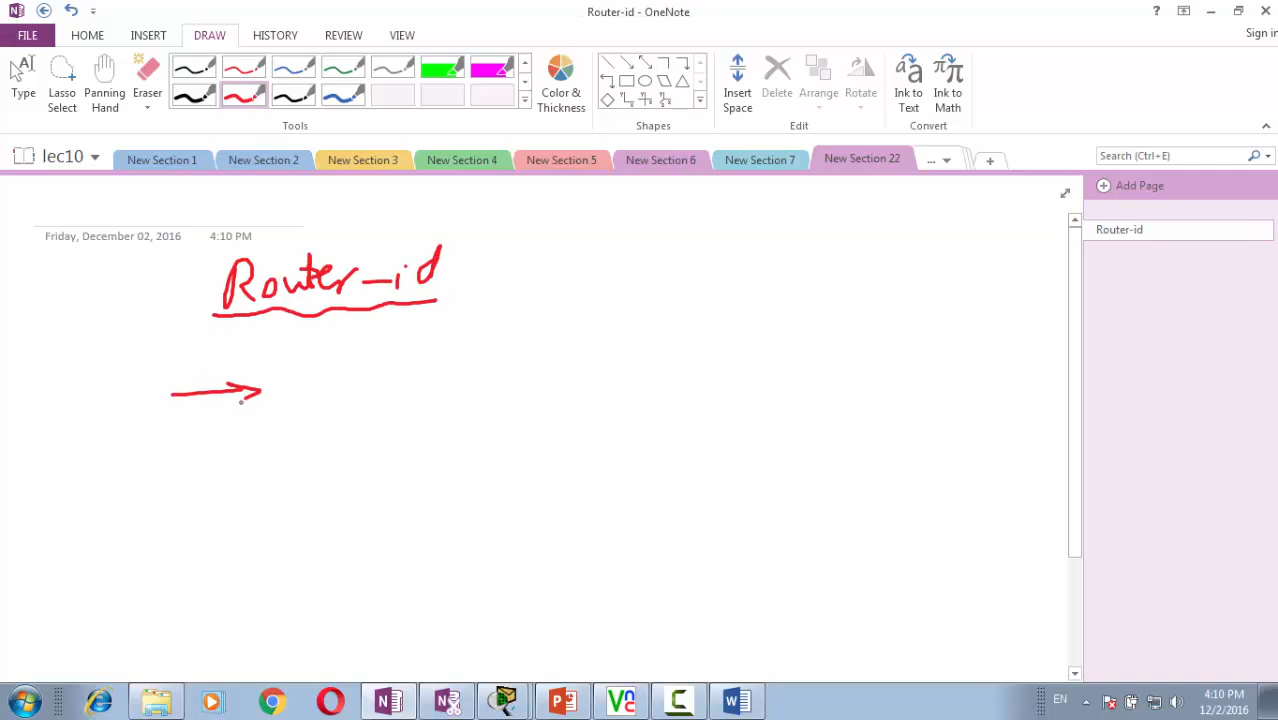 Router-id - OneNote
? 
Sign in
FILE HOME INSERT DRAW HISTORY REVIEW VIEW
Type
Lasso Select
Panning Hand
Eraser
Color & Thickness
Insert Space
Delete
Arrange
Rotate
Ink to Text
Ink to Math
Tools
Shapes
Edit
Convert
lec10
New Section 1
New Section 2
New Section 3
New Section 4
New Section 5
New Section 6
New Section 7
New Section 22
...
Search (Ctrl+E)
Add Page
Router-id
Friday, December 02, 2016 4:10 PM
Router-id
EN
4:10 PM
12/2/2016